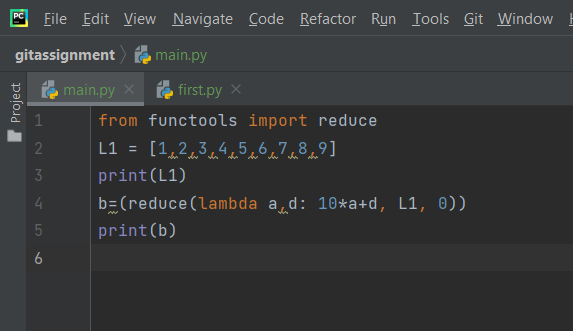 PC File Edit View Navigate Code Refactor Run Tools Git Window
gitassignment main.py
Project
main.py first.py
1 from functools import reduce
2 L1 = [1,2,3,4,5,6,7,8,9]
3 print(L1)
4 b=(reduce(lambda a,d: 10*a+d, L1, 0))
5 print(b)
6